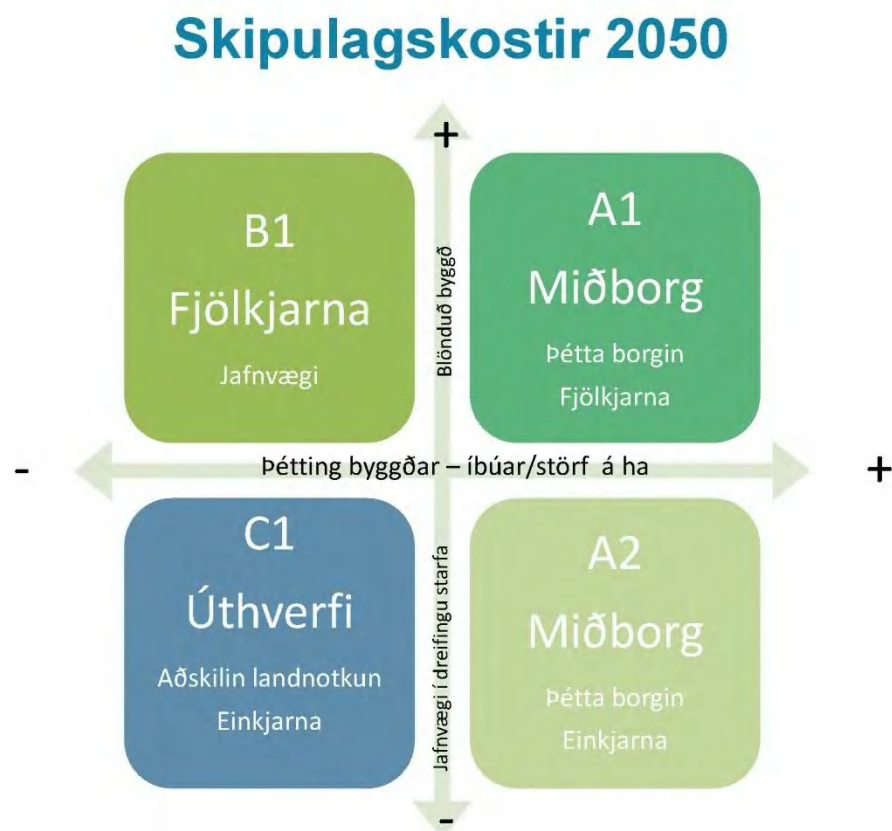 Skipulagskostir 2050
+
B1
Fjölkjarna
Jafnvægi
Blönduð byggð
A1
Miðborg
Þétta borgin
Fjölkjarna
-
Þétting byggðar – íbúar/störf á ha
+
C1
Úthverfi
Aðskilin landnotkun
Einkjarna
Jafnvægi í dreifingu starfa
A2
Miðborg
Þétta borgin
Einkjarna
-